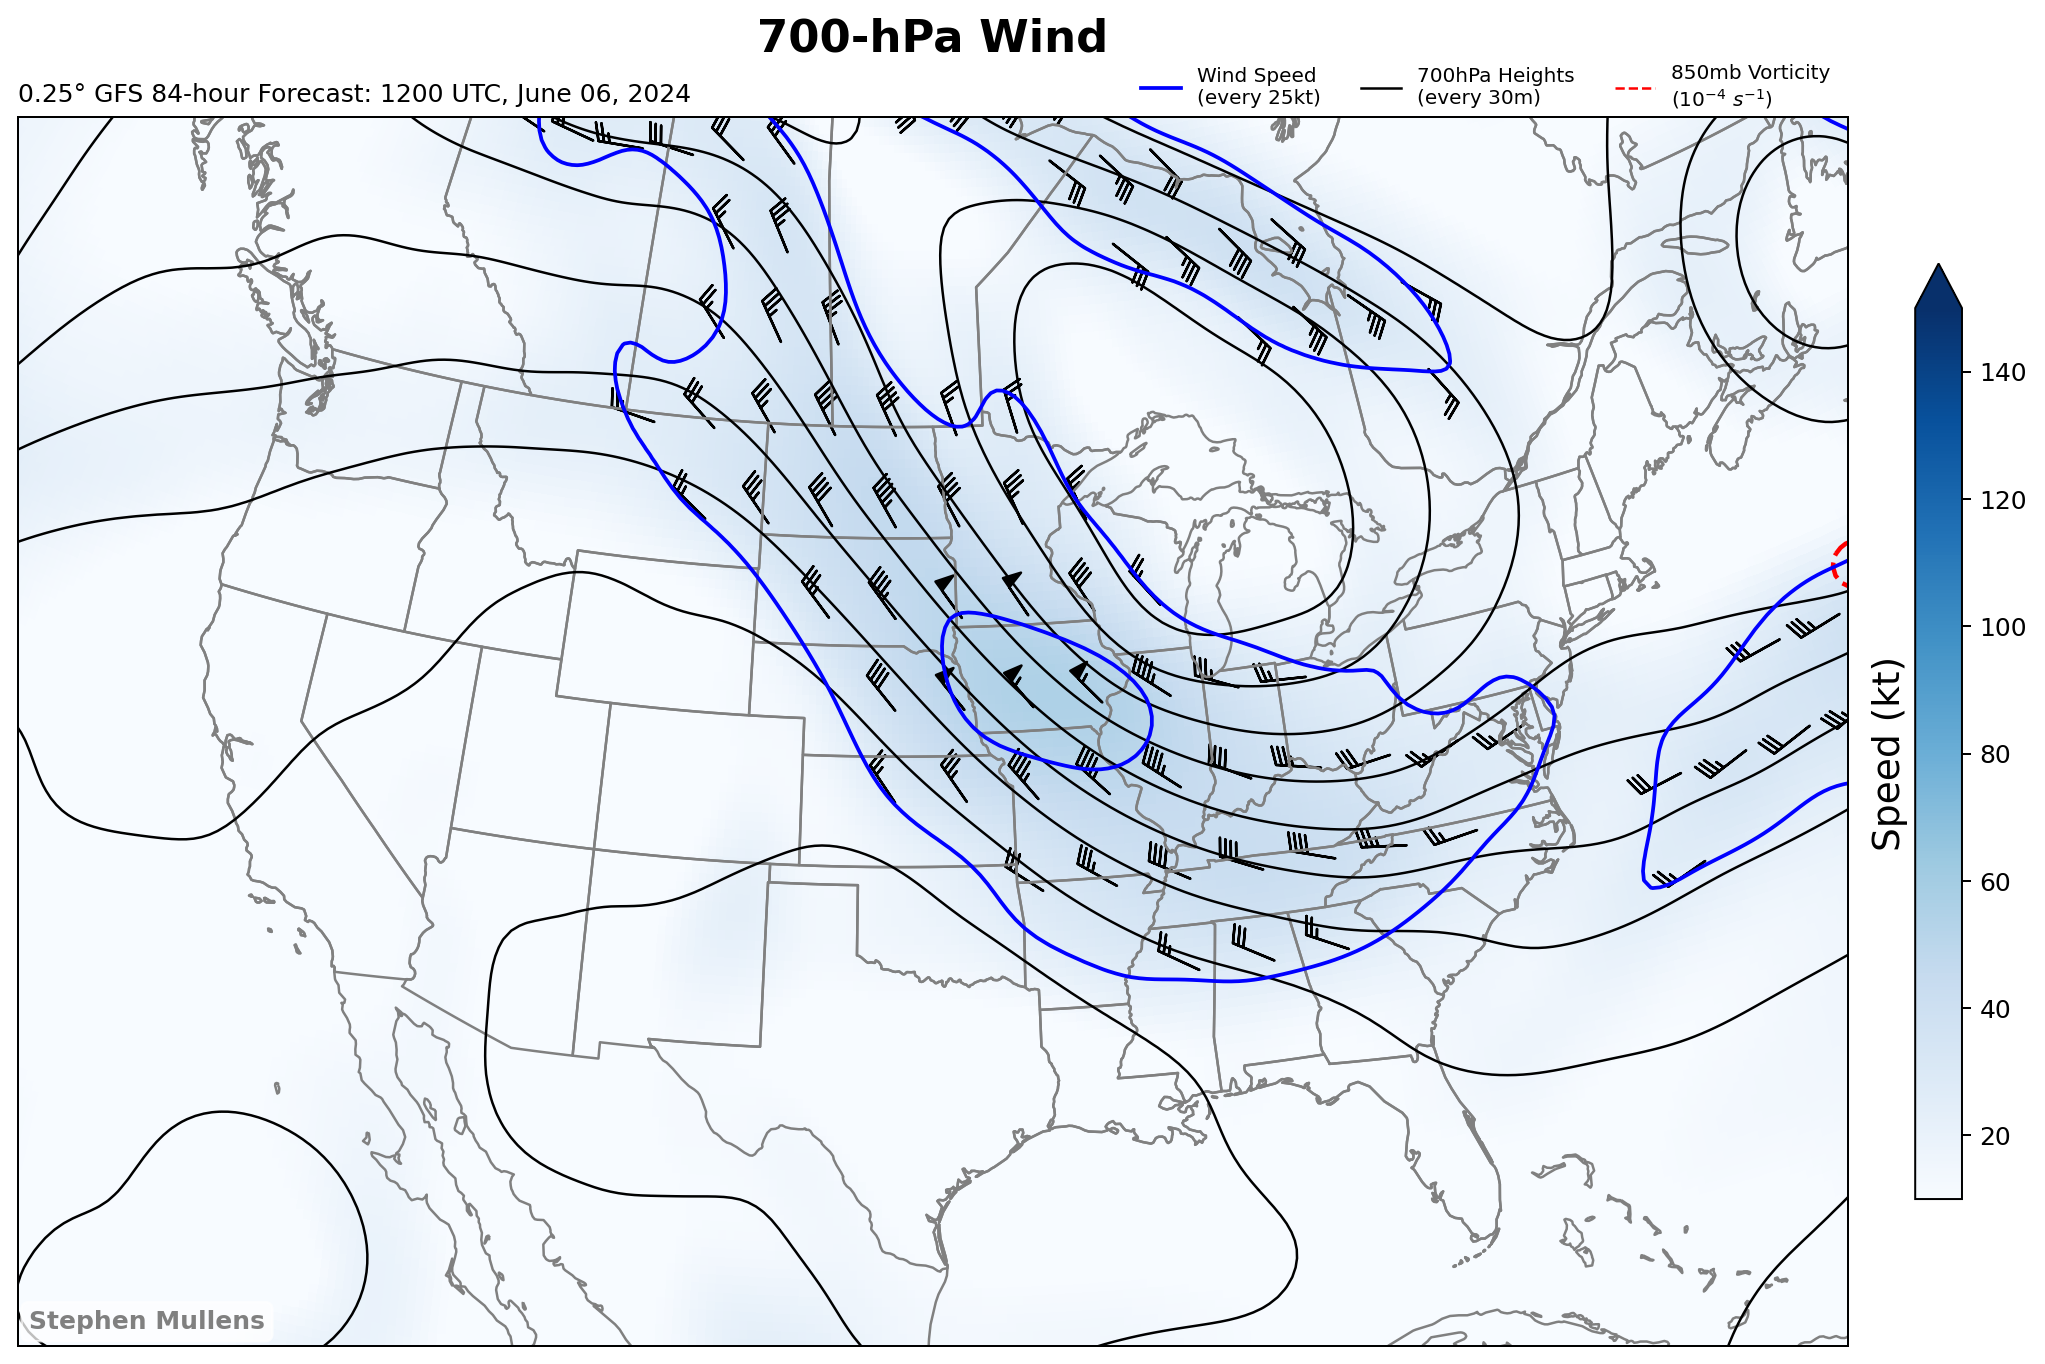 700-hPa Wind
0.25° GFS 84-hour Forecast: 1200 UTC, June 06, 2024
Wind Speed
(every 25kt)
700hPa Heights
(every 30m)
850mb Vorticity
(10⁻⁴ s⁻¹)
140
120
100
80
60
40
20
Speed (kt)
Stephen Mullens